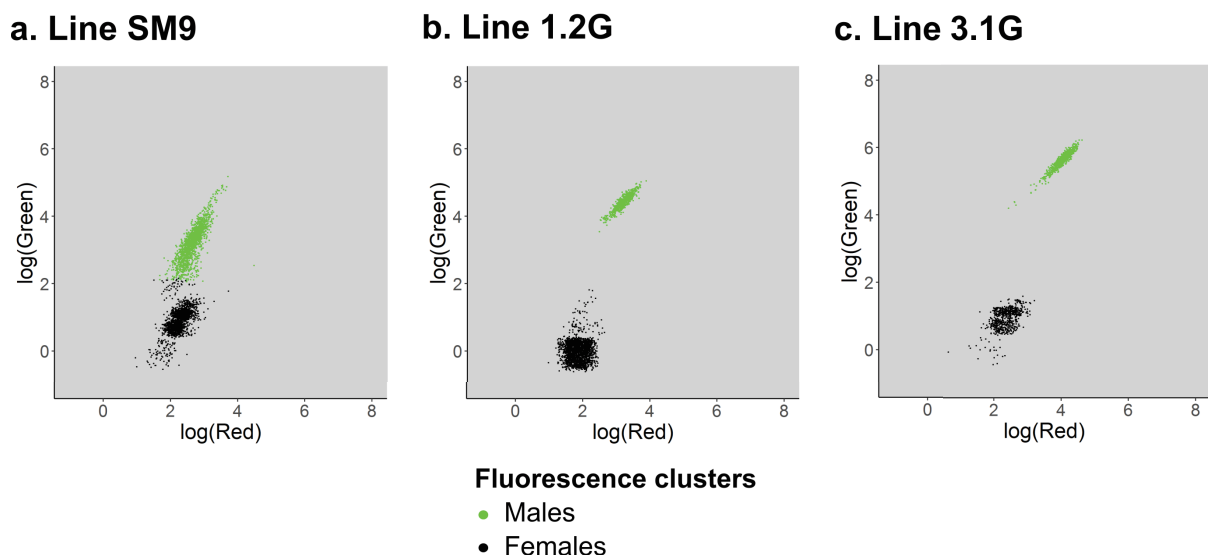 a. Line SM9
b. Line 1.2G
c. Line 3.1G
8
6
4
2
0
log(Green)
0 2 4 6 8
log(Red)
8
6
4
2
0
log(Green)
0 2 4 6 8
log(Red)
8
6
4
2
0
log(Green)
0 2 4 6 8
log(Red)
Fluorescence clusters
Males
Females